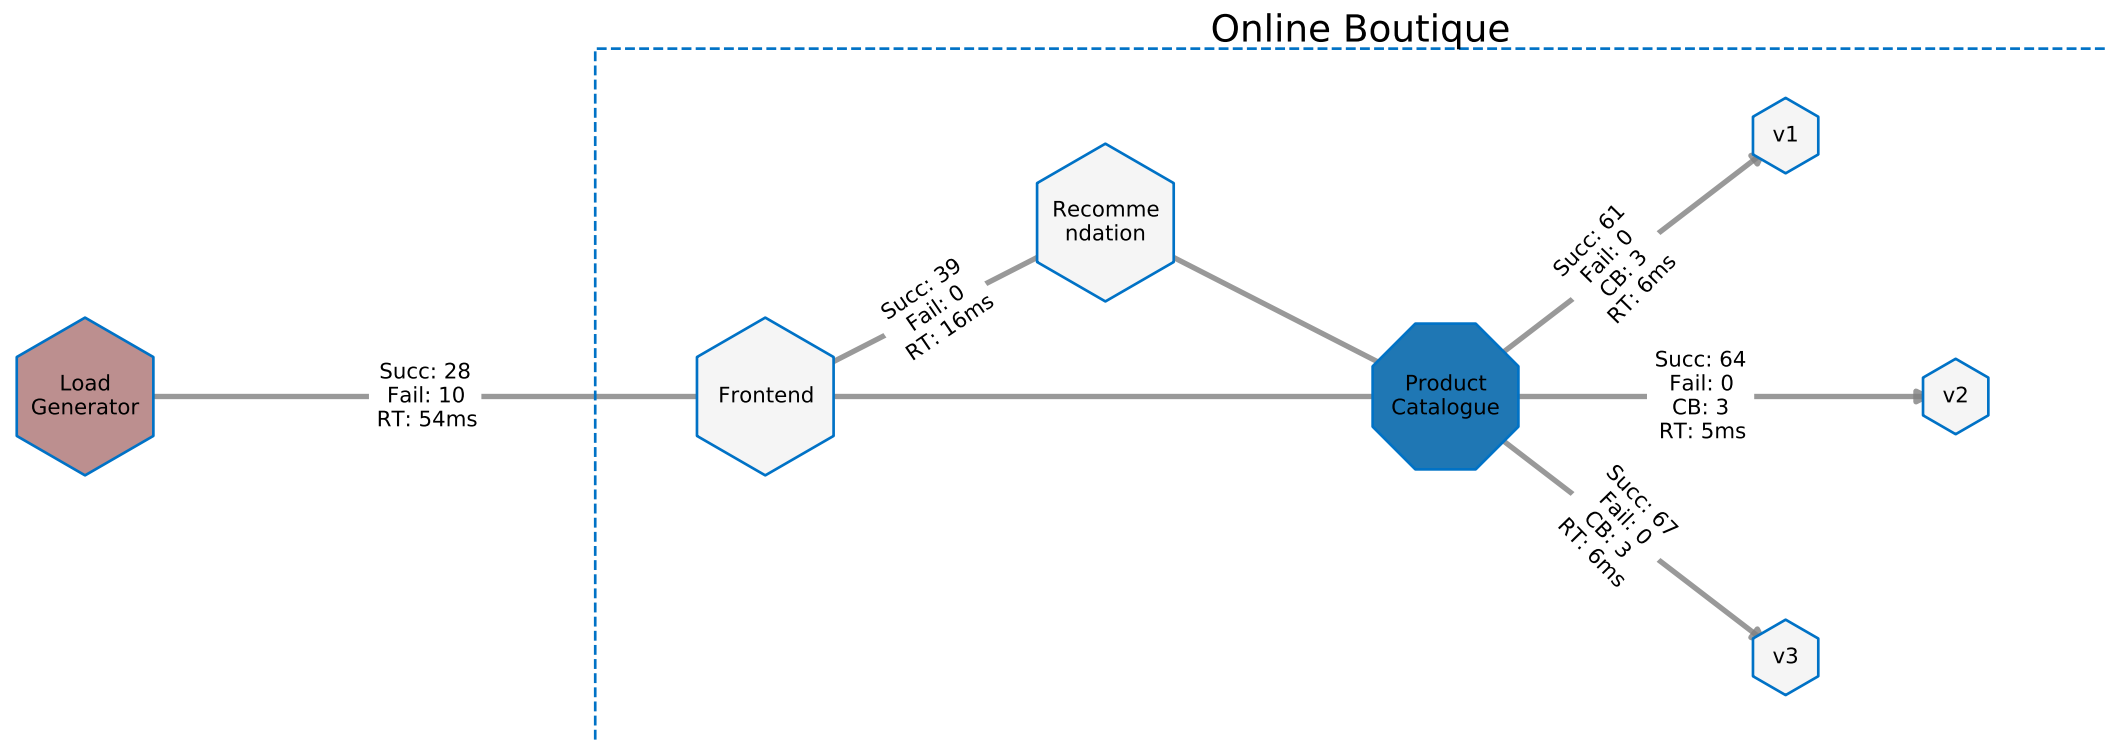 Online Boutique
Load
Generator
Succ: 28
Fail: 10
RT: 54ms
Frontend
Succ: 39
Fail: 0
RT: 16ms
Recomme
ndation
Product
Catalogue
Succ: 61
Fail: 0
CB: 3
RT: 6ms
v1
Succ: 64
Fail: 0
CB: 3
RT: 5ms
v2
Succ: 67
Fail: 0
CB: 3
RT: 6ms
v3